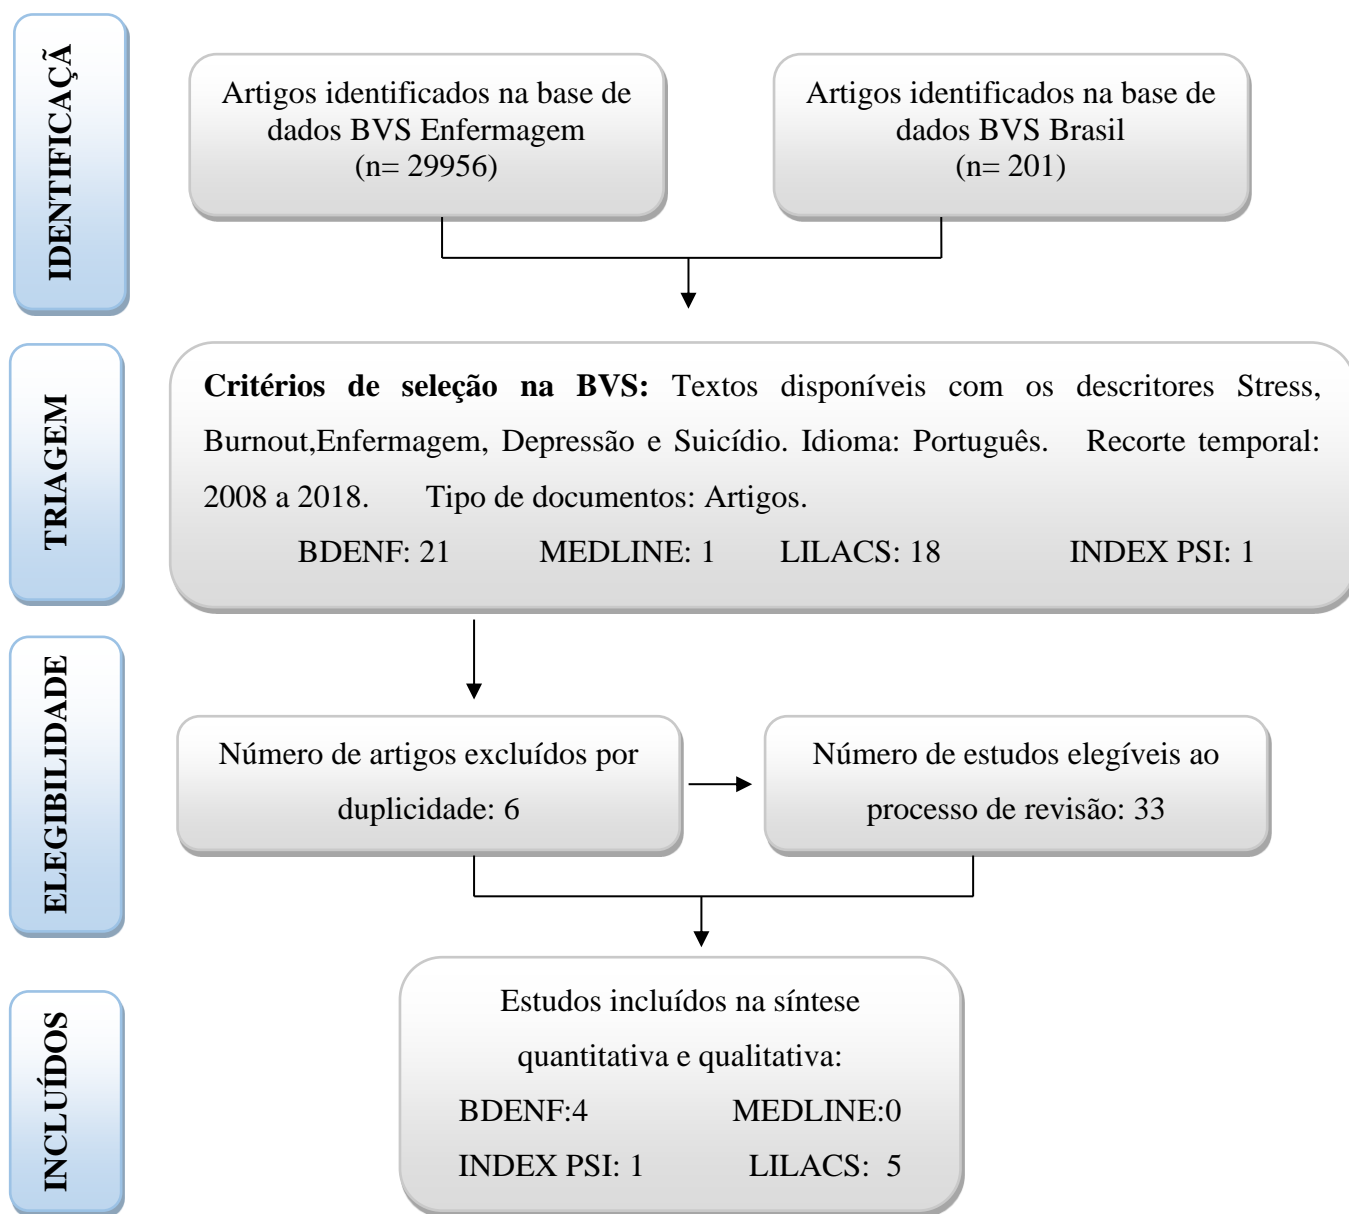 IDENTIFICAÇÃ
Artigos identificados na base de
dados BVS Enfermagem
(n= 29956)
Artigos identificados na base de
dados BVS Brasil
(n= 201)
TRIAGEM
Critérios de seleção na BVS: Textos disponíveis com os descritores Stress,
Burnout,Enfermagem, Depressão e Suicídio. Idioma: Português. Recorte temporal:
2008 a 2018. Tipo de documentos: Artigos.
BDENF: 21 MEDLINE: 1 LILACS: 18 INDEX PSI: 1
ELEGIBILIDADE
Número de artigos excluídos por
duplicidade: 6
Número de estudos elegíveis ao
processo de revisão: 33
INCLUÍDOS
Estudos incluídos na síntese
quantitativa e qualitativa:
BDENF:4 MEDLINE:0
INDEX PSI: 1 LILACS: 5